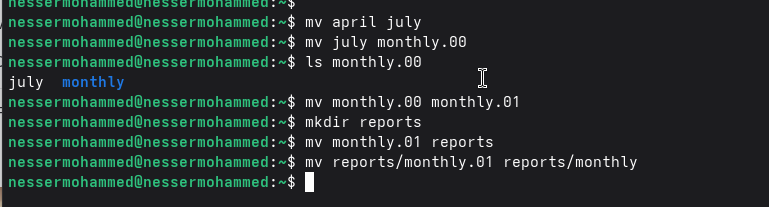 nessermohammed@nessermohammed:~$
nessermohammed@nessermohammed:~$ mv april july
nessermohammed@nessermohammed:~$ mv july monthly.00
nessermohammed@nessermohammed:~$ ls monthly.00
july  monthly
nessermohammed@nessermohammed:~$ mv monthly.00 monthly.01
nessermohammed@nessermohammed:~$ mkdir reports
nessermohammed@nessermohammed:~$ mv monthly.01 reports
nessermohammed@nessermohammed:~$ mv reports/monthly.01 reports/monthly
nessermohammed@nessermohammed:~$